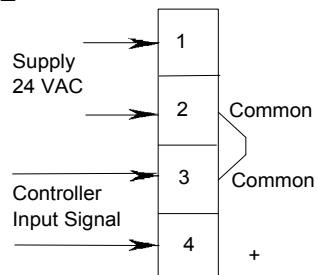 1
Supply
24 VAC
2
Common
3
Common
Controller
Input Signal
4
+